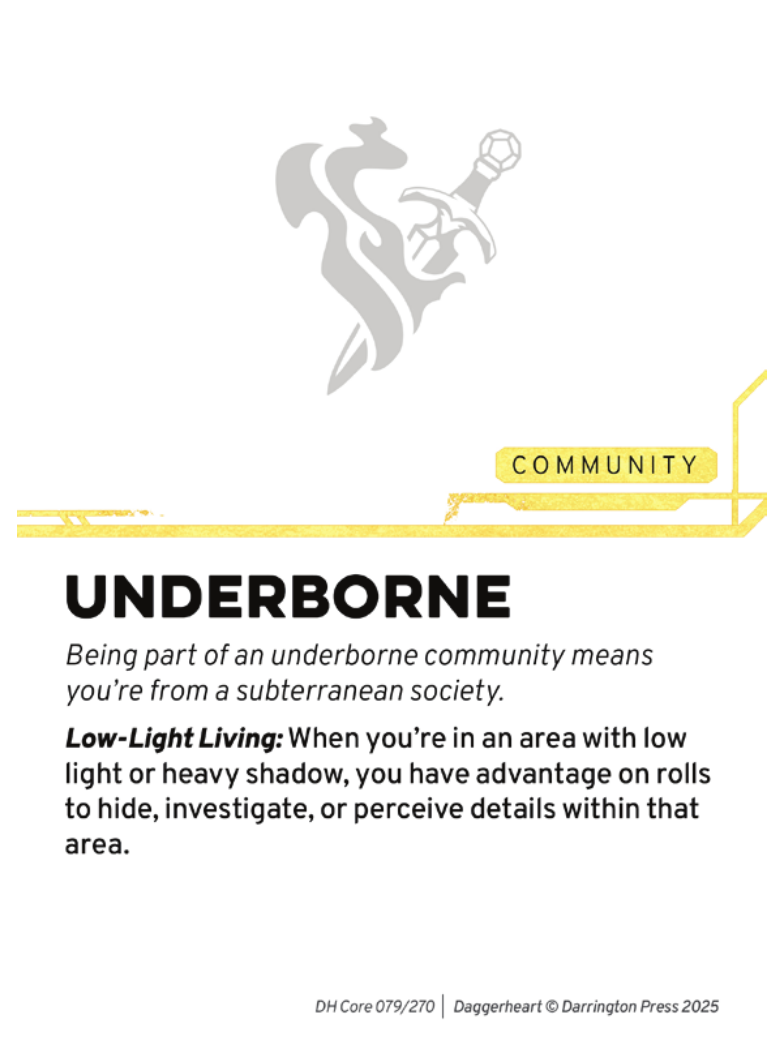 COMMUNITY
UNDERBORNE
Being part of an underborne community means
you’re from a subterranean society.
Low-Light Living: When you’re in an area with low
light or heavy shadow, you have advantage on rolls
to hide, investigate, or perceive details within that
area.
DH Core 079/270 | Daggerheart © Darrington Press 2025